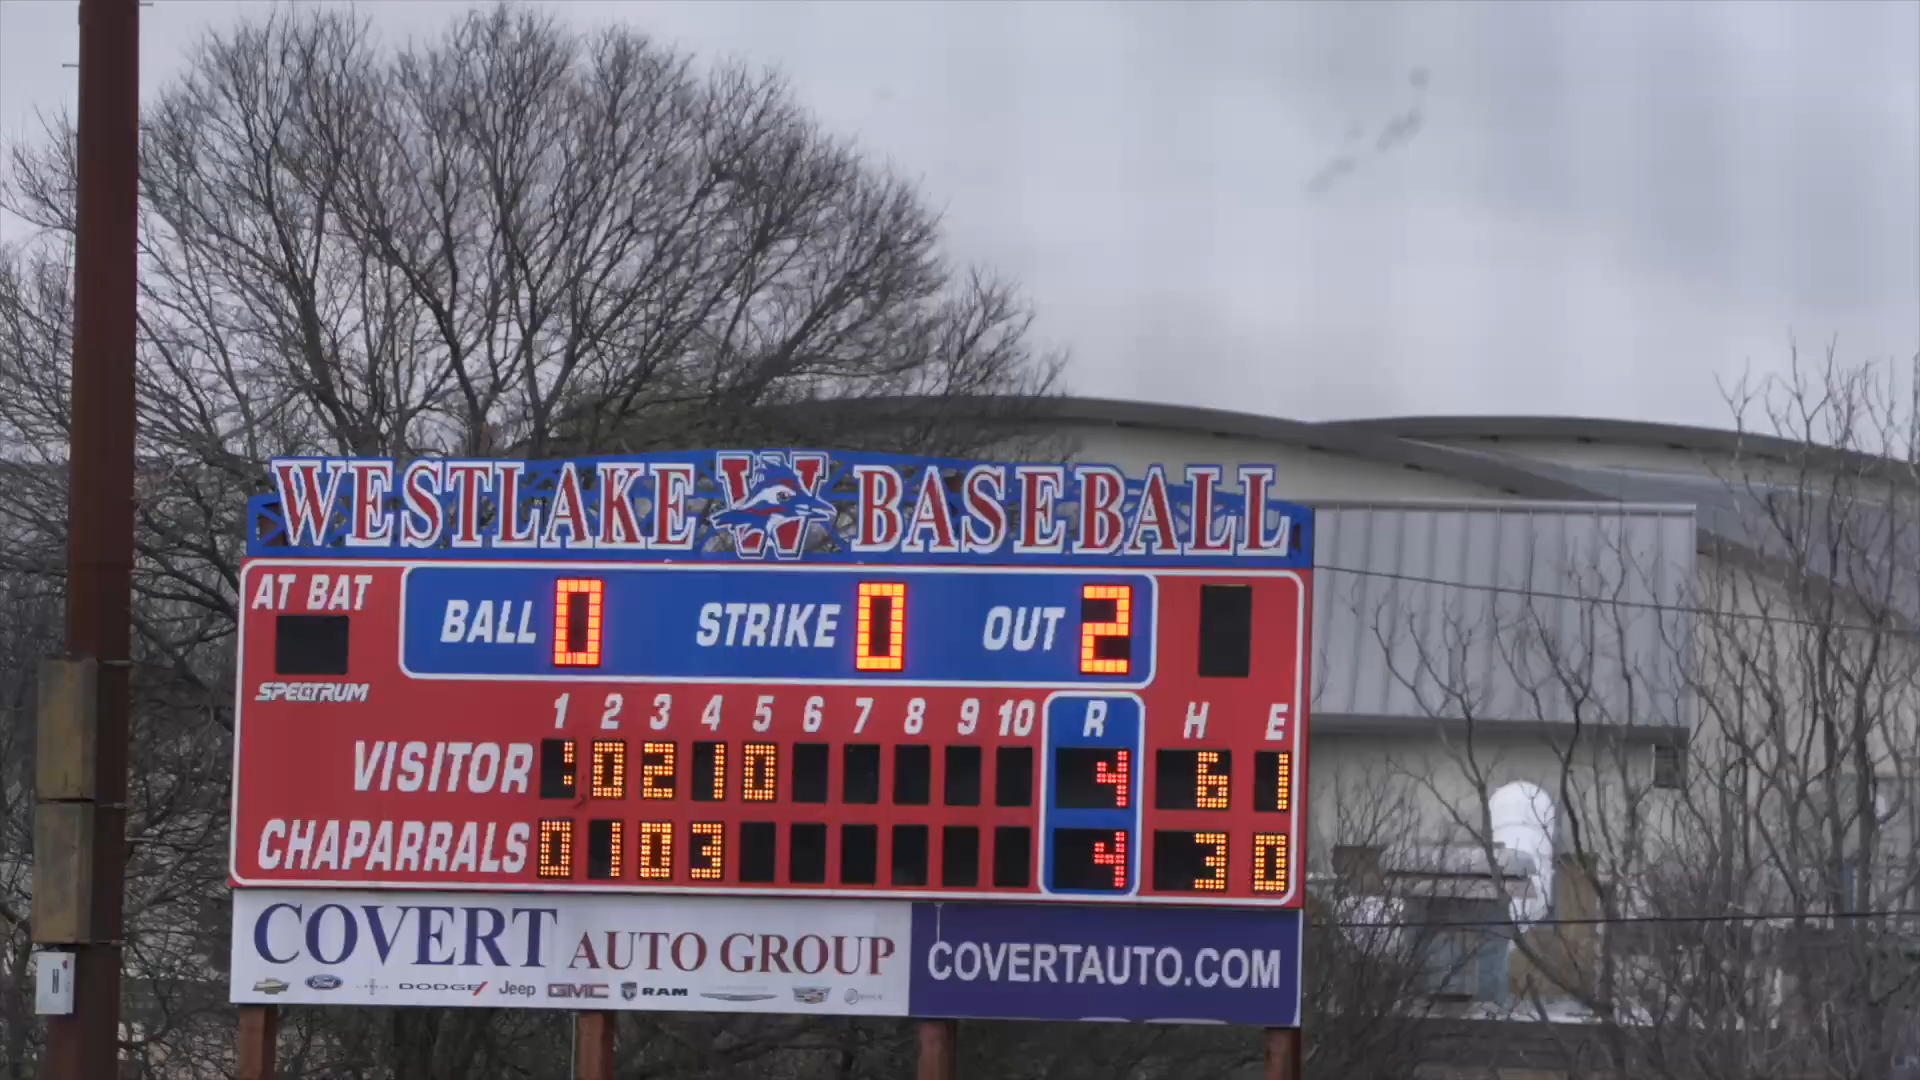 WESTLAKE W BASEBALL
AT BAT
BALL 0 STRIKE 0 OUT 2
SPECTRUM
1 2 3 4 5 6 7 8 9 10 R H E
VISITOR 1 0 2 1 0 4 6 1
CHAPARRALS 0 1 0 3 4 3 0
COVERT AUTO GROUP
COVERTAUTO.COM
Ford DODGE Jeep GMC RAM